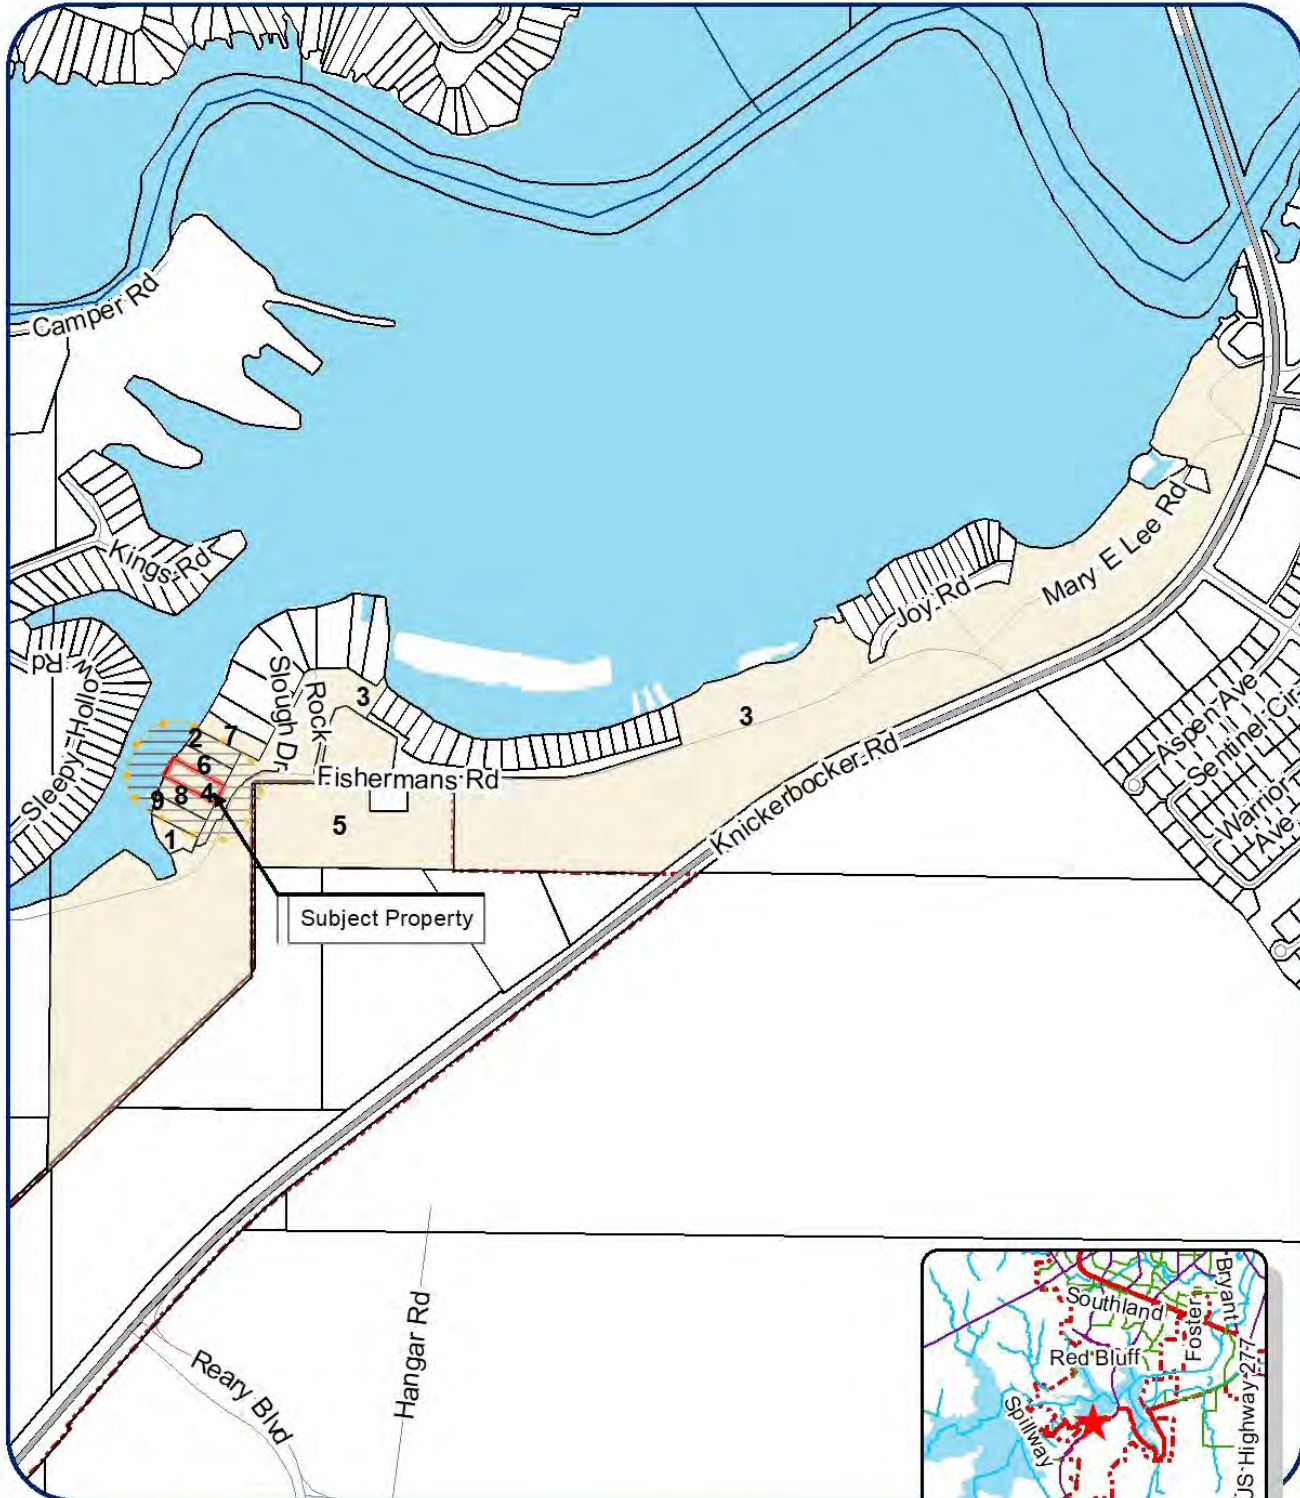 Camper Rd
Kings Rd
Sleepy Hollow Rd
Slough Dr
Rock
3
Fishermans Rd
2
7
6
4
8
9
1
5
3
Joy Rd
Mary E Lee Rd
Knickerbocker Rd
Aspen Ave
Sentinel Cir
Warrior Ave
Subject Property
Hangar Rd
Reary Blvd
Southland
Foster
Bryant
Red Bluff
Spillway
US Highway 277